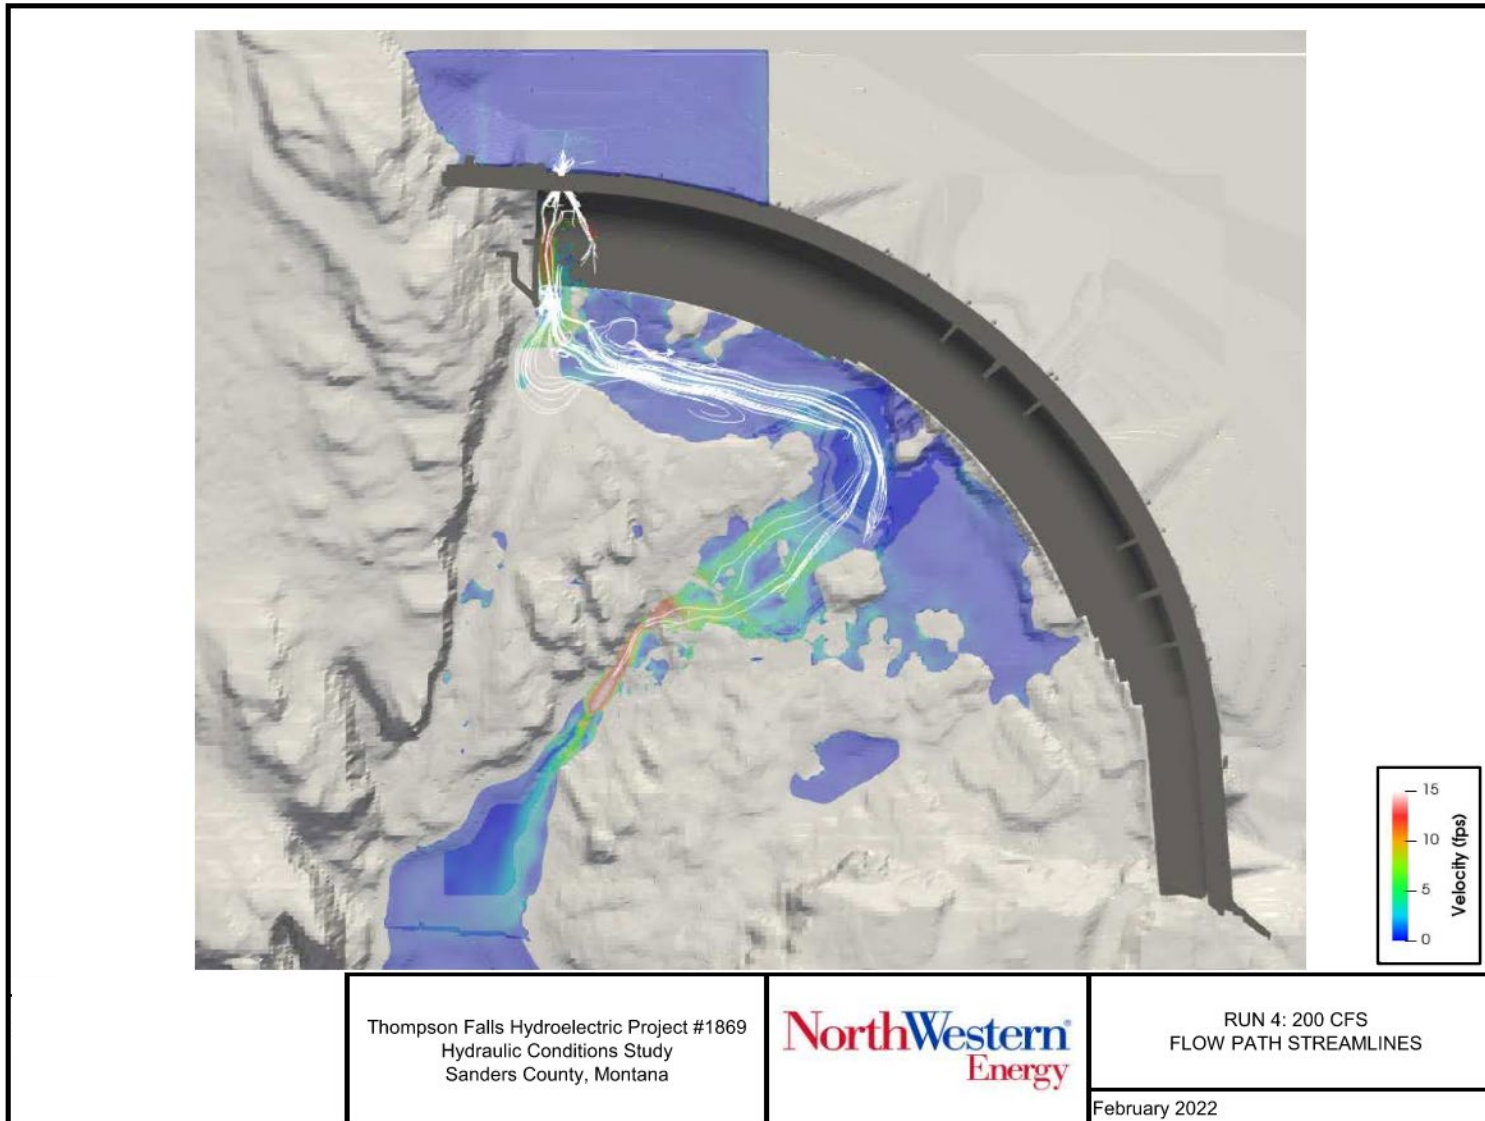 15
10
5
0
Velocity (fps)
Thompson Falls Hydroelectric Project #1869
Hydraulic Conditions Study
Sanders County, Montana
NorthWestern®
Energy
RUN 4: 200 CFS
FLOW PATH STREAMLINES
February 2022